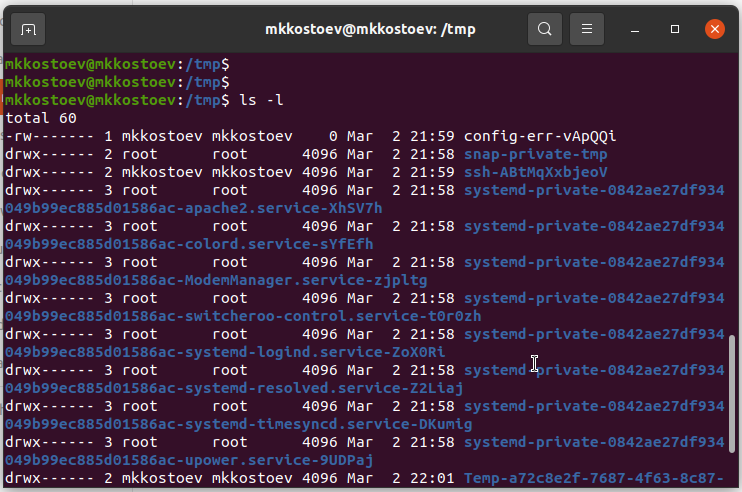 mkkostoev@mkkostoev: /tmp
mkkostoev@mkkostoev:/tmp$
mkkostoev@mkkostoev:/tmp$
mkkostoev@mkkostoev:/tmp$ ls -l
total 60
-rw------- 1 mkkostoev mkkostoev    0 Mar  2 21:59 config-err-vApQQi
drwx------ 2 root      root      4096 Mar  2 21:58 snap-private-tmp
drwx------ 2 mkkostoev mkkostoev 4096 Mar  2 21:59 ssh-ABtMqXxbjeoV
drwx------ 3 root      root      4096 Mar  2 21:58 systemd-private-0842ae27df934
049b99ec885d01586ac-apache2.service-XhSV7h
drwx------ 3 root      root      4096 Mar  2 21:58 systemd-private-0842ae27df934
049b99ec885d01586ac-colord.service-sYfEfh
drwx------ 3 root      root      4096 Mar  2 21:58 systemd-private-0842ae27df934
049b99ec885d01586ac-ModemManager.service-zjpltg
drwx------ 3 root      root      4096 Mar  2 21:58 systemd-private-0842ae27df934
049b99ec885d01586ac-switcheroo-control.service-t0r0zh
drwx------ 3 root      root      4096 Mar  2 21:58 systemd-private-0842ae27df934
049b99ec885d01586ac-systemd-logind.service-ZoX0Ri
drwx------ 3 root      root      4096 Mar  2 21:58 systemd-private-0842ae27df934
049b99ec885d01586ac-systemd-resolved.service-Z2Liaj
drwx------ 3 root      root      4096 Mar  2 21:58 systemd-private-0842ae27df934
049b99ec885d01586ac-systemd-timesyncd.service-DKumig
drwx------ 3 root      root      4096 Mar  2 21:58 systemd-private-0842ae27df934
049b99ec885d01586ac-upower.service-9UDPaj
drwx------ 2 mkkostoev mkkostoev 4096 Mar  2 22:01 Temp-a72c8e2f-7687-4f63-8c87-